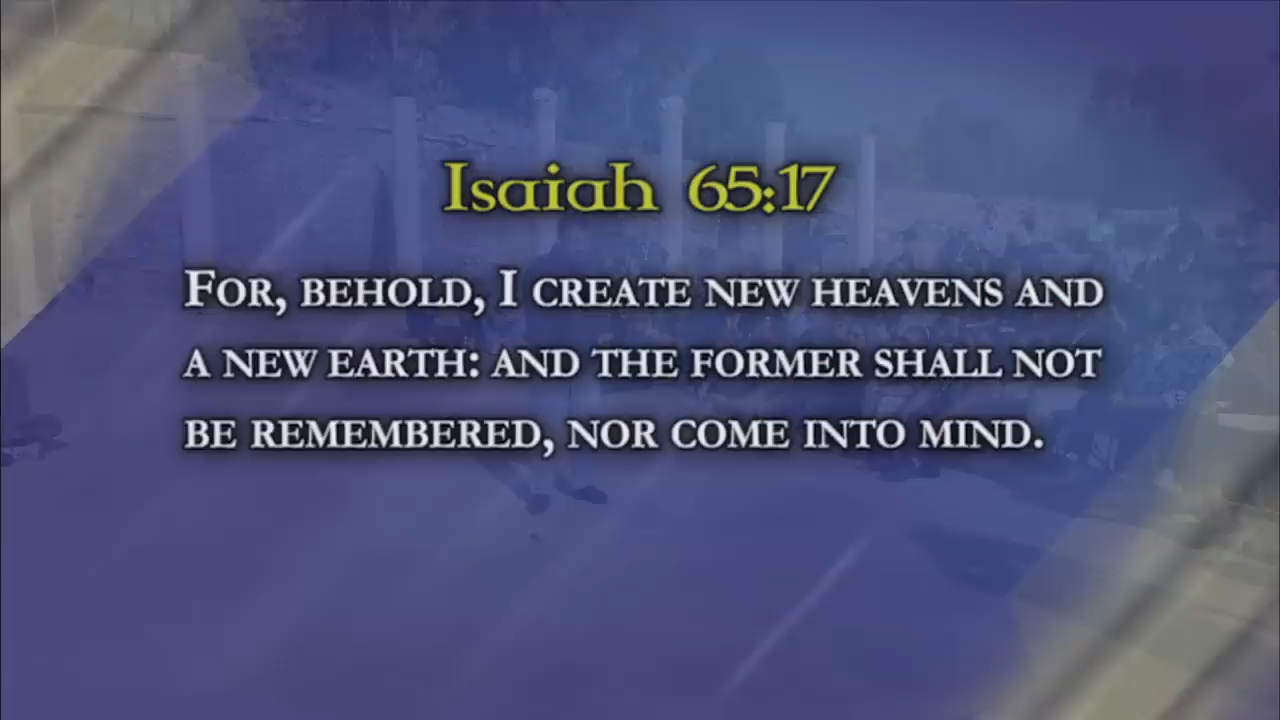 Isaiah 65:17
For, behold, I create new heavens and
a new earth: and the former shall not
be remembered, nor come into mind.